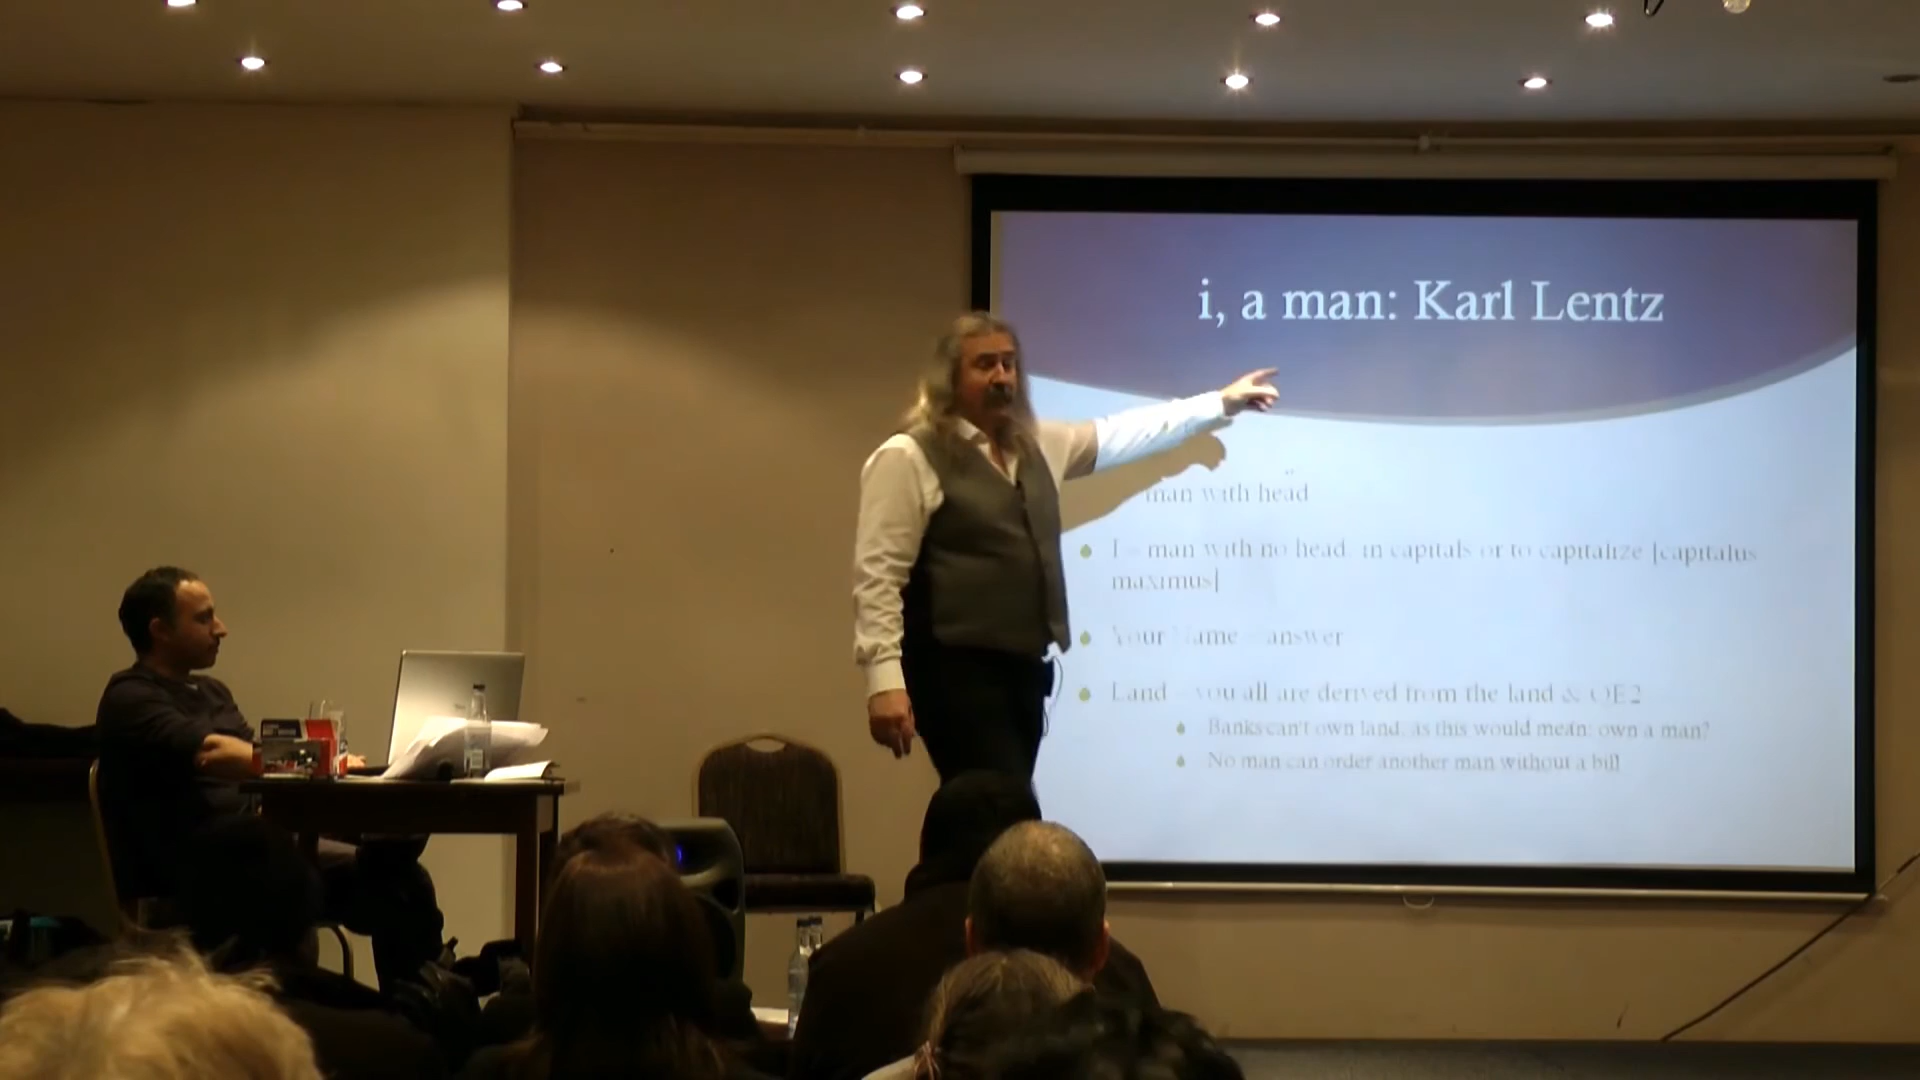 i, a man: Karl Lentz
man with head
I – man with no head, in capitals or to capitalize [capitalus
maximus]
Your Name – answer
Land – you all are derived from the land & QE2
Banks can't own land, as this would mean: own a man?
No man can order another man without a bill